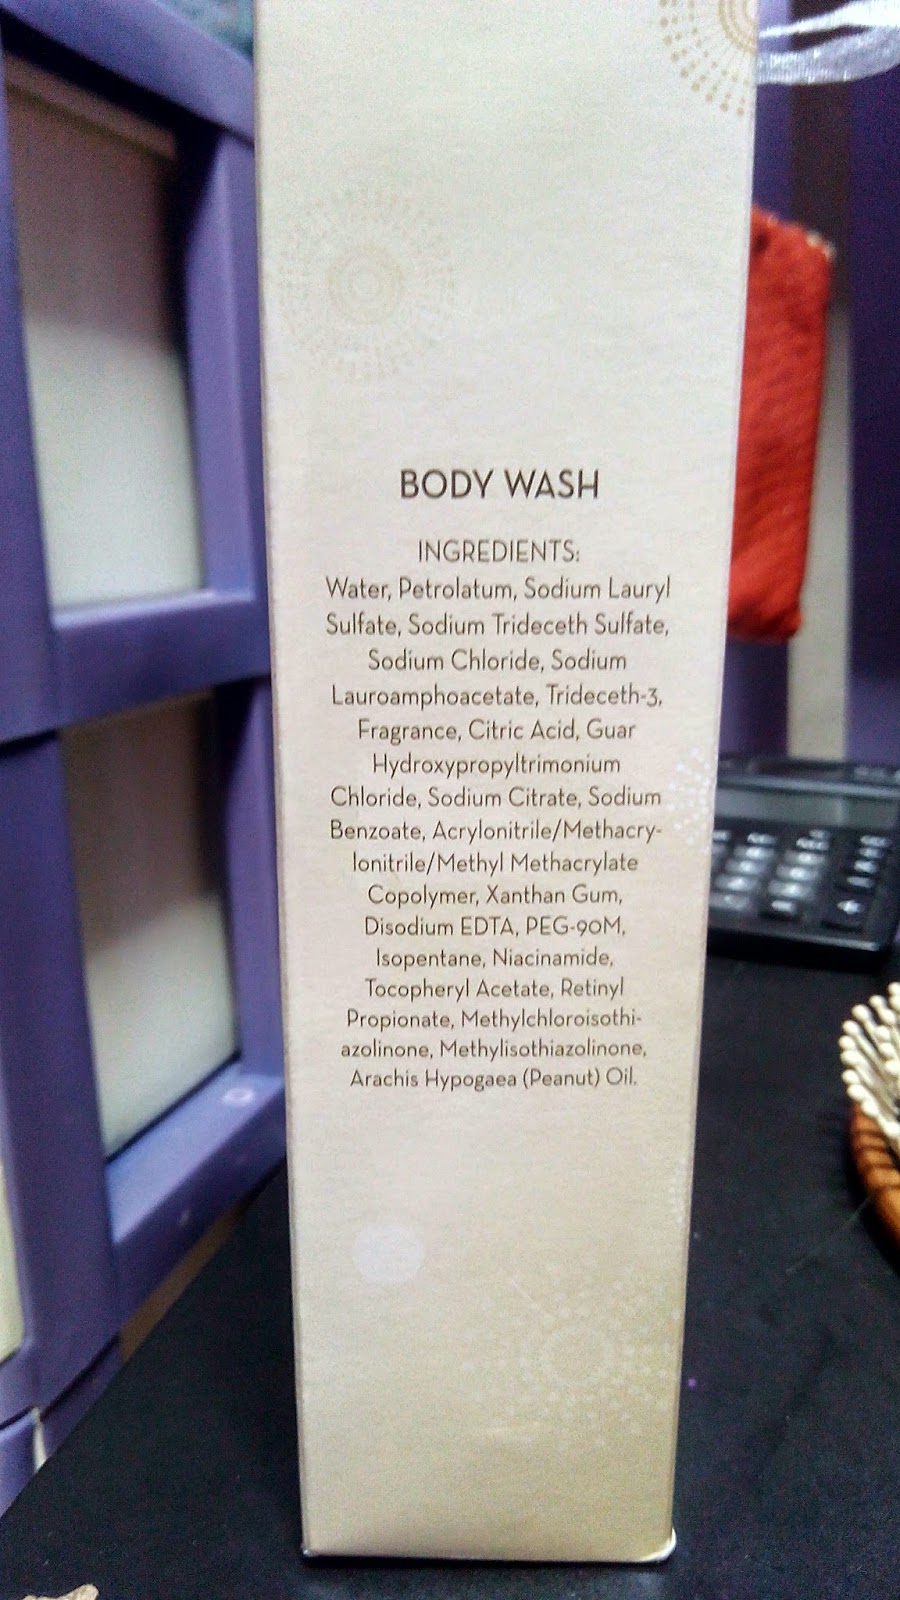 BODY WASH
INGREDIENTS:
Water, Petrolatum, Sodium Lauryl
Sulfate, Sodium Trideceth Sulfate,
Sodium Chloride, Sodium
Lauroamphoacetate, Trideceth-3,
Fragrance, Citric Acid, Guar
Hydroxypropyltrimonium
Chloride, Sodium Citrate, Sodium
Benzoate, Acrylonitrile/Methacry-
lonitrile/Methyl Methacrylate
Copolymer, Xanthan Gum,
Disodium EDTA, PEG-90M,
Isopentane, Niacinamide,
Tocopheryl Acetate, Retinyl
Propionate, Methylchloroisothi-
azolinone, Methylisothiazolinone,
Arachis Hypogaea (Peanut) Oil.